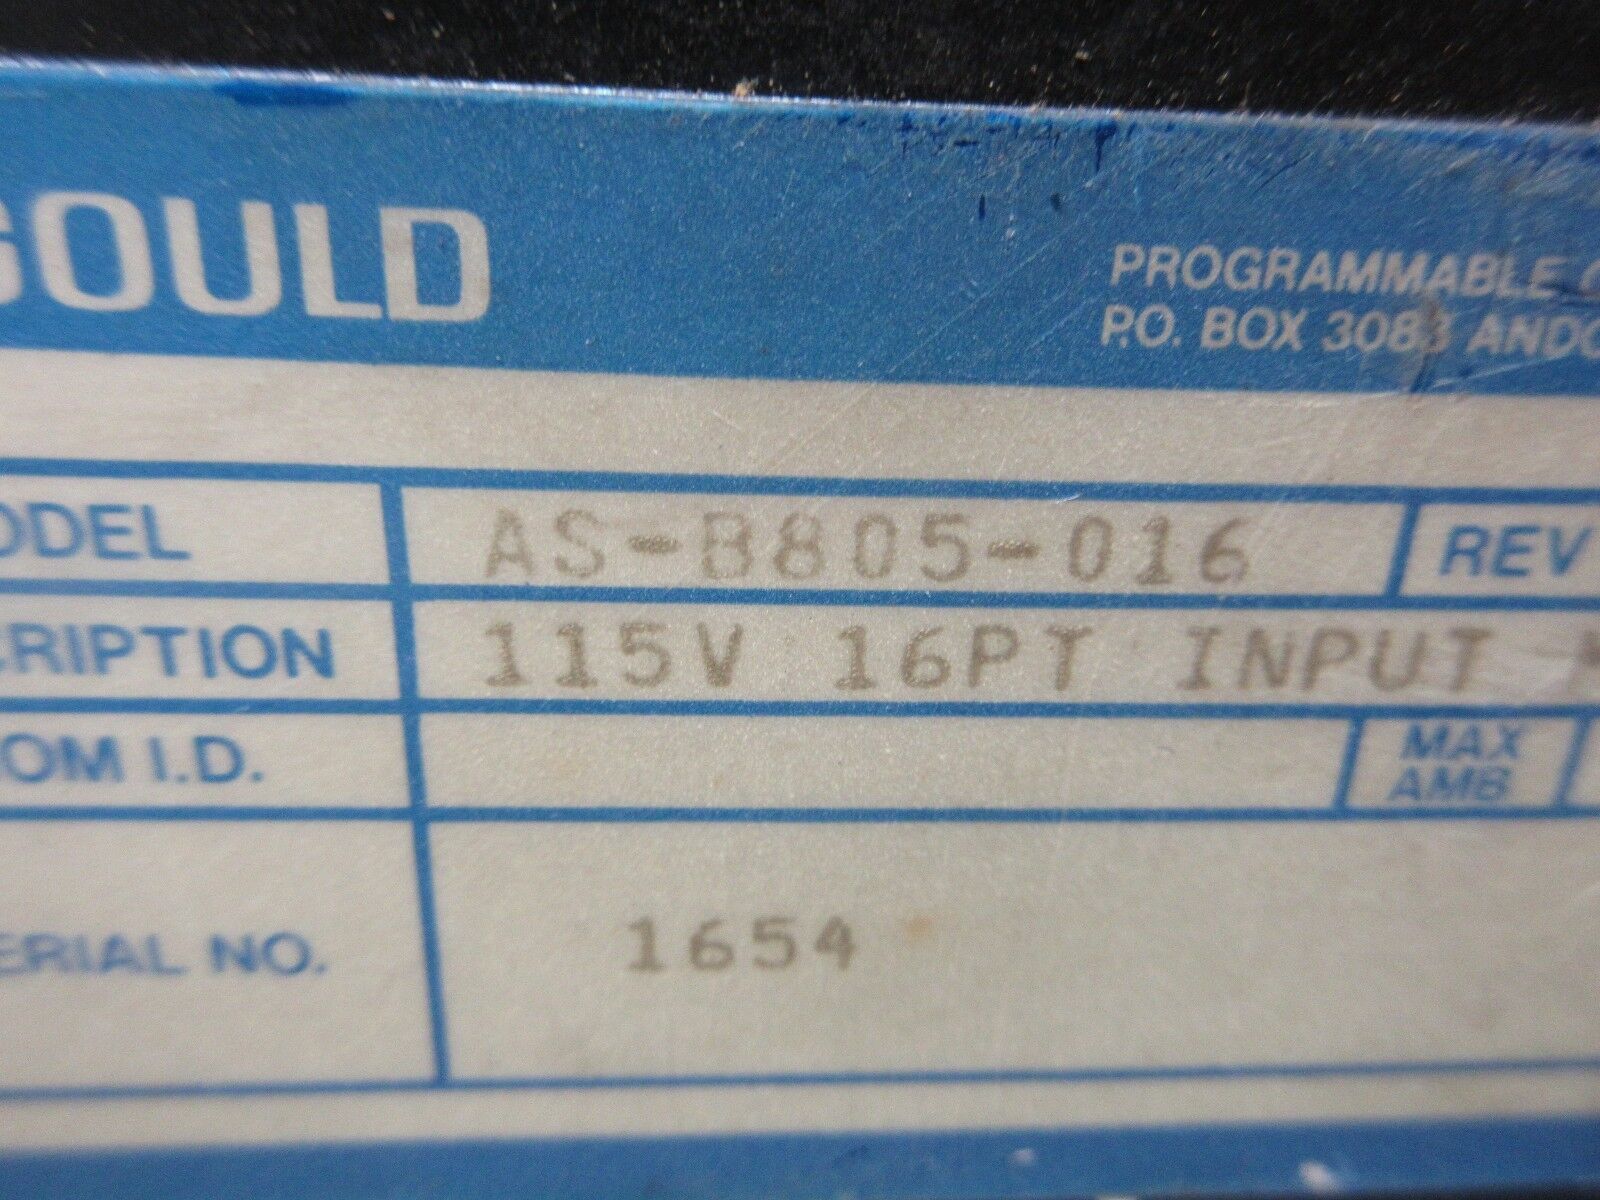 GOULD
PROGRAMMABLE
P.O. BOX 3083 ANDO
ODEL AS-B805-016 REV
CRIPTION 115V 16PT INPUT
OM I.D. MAX AMB
ERIAL NO. 1654